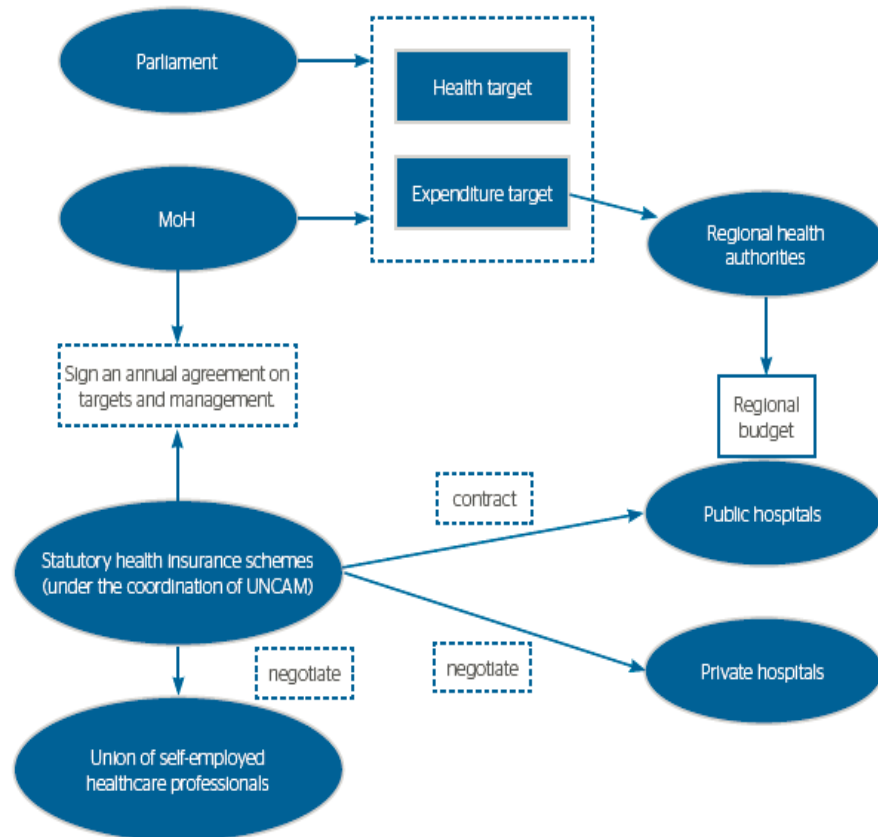 Parliament
Health target
Expenditure target
MoH
Regional health
authorities
Sign an annual agreement on
targets and management
Regional
budget
contract
Public hospitals
Statutory health insurance schemes
(under the coordination of UNCAM)
negotiate
negotiate
Private hospitals
Union of self-employed
healthcare professionals